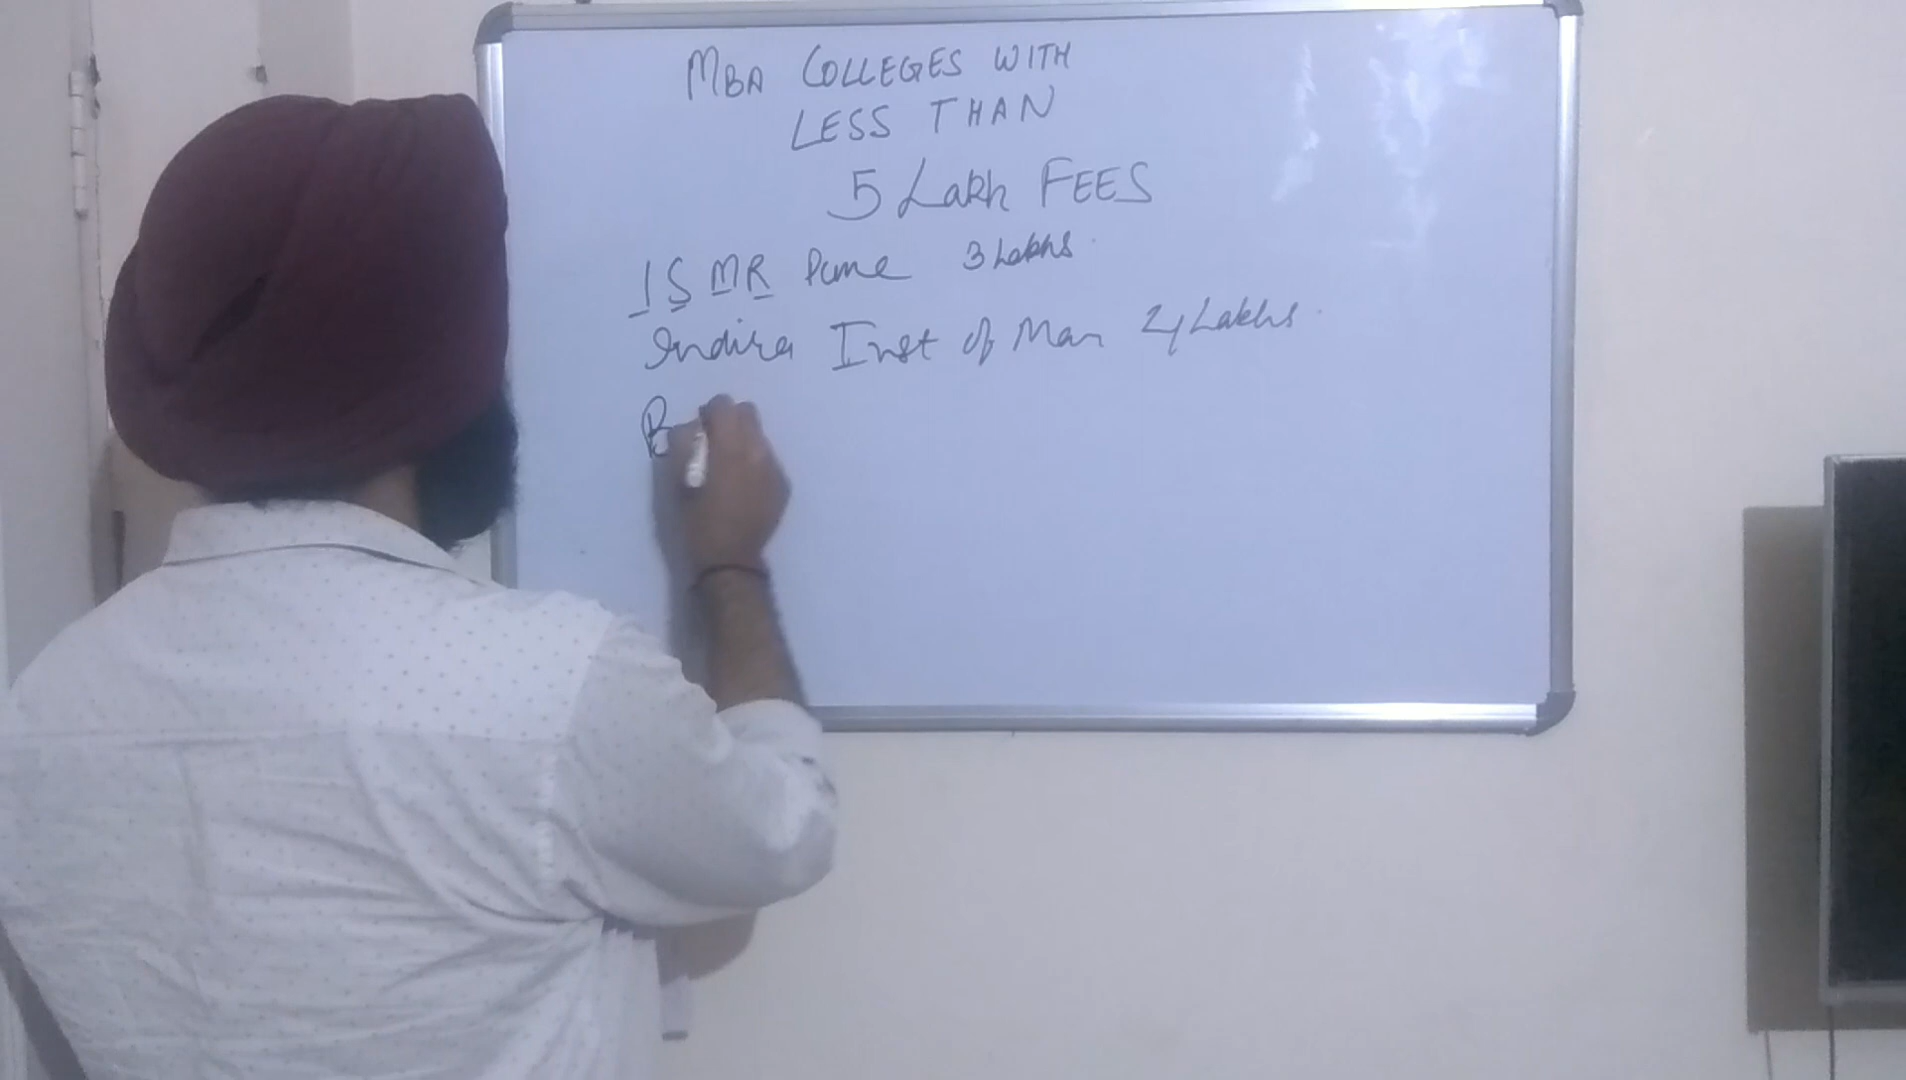 MBA COLLEGES WITH
LESS THAN
5 Lakh FEES
ISMR Pune 3 Lakhs.
Indira Inst of Man 4 Lakhs.
B